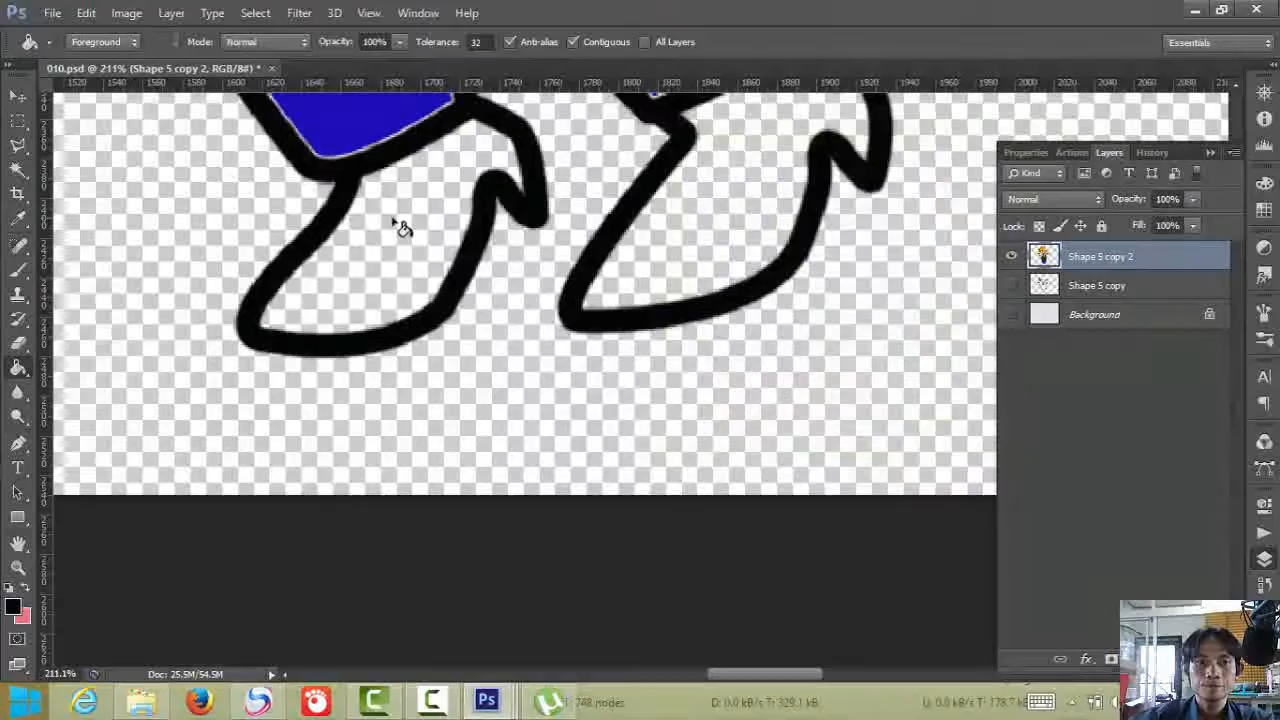 Ps File Edit Image Layer Type Select Filter 3D View Window Help
Foreground Mode: Normal Opacity: 100% Tolerance: 32 Anti-alias Contiguous All Layers Essentials
010.psd @ 211% (Shape 5 copy 2, RGB/8#) * ×
1520 1560 1580 1600 1620 1640 1660 1680 1700 1720 1740 1760 1780 1800 1820 1840 1860 1880 1900 1920 1940 1960 1980 2000 2020 2040 2060 2080
Properties Actions Layers History
Kind
Normal Opacity: 100%
Lock: Fill: 100%
Shape 5 copy 2
Shape 5 copy
Background
fx
211.1% Doc: 25.5M/54.5M
Ps 748 nodes D: 0.0 kB/s T: 329.1 kB U: 0.0 kB/s T: 178.7 k